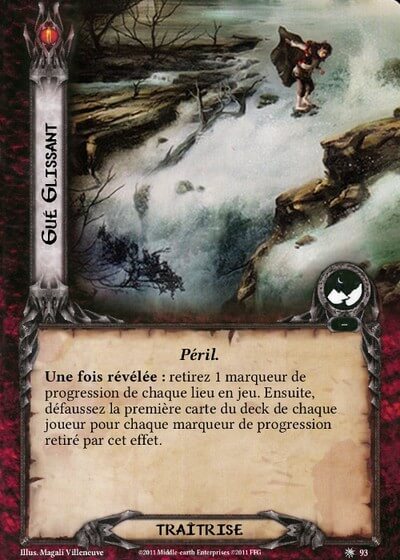 GUÉ GLISSANT
Péril.
Une fois révélée : retirez 1 marqueur de
progression de chaque lieu en jeu. Ensuite,
défaussez la première carte du deck de chaque
joueur pour chaque marqueur de progression
retiré par cet effet.
TRAÎTRISE
Illus. Magali Villeneuve
©2011 Middle-earth Enterprises ©2011 FFG
93